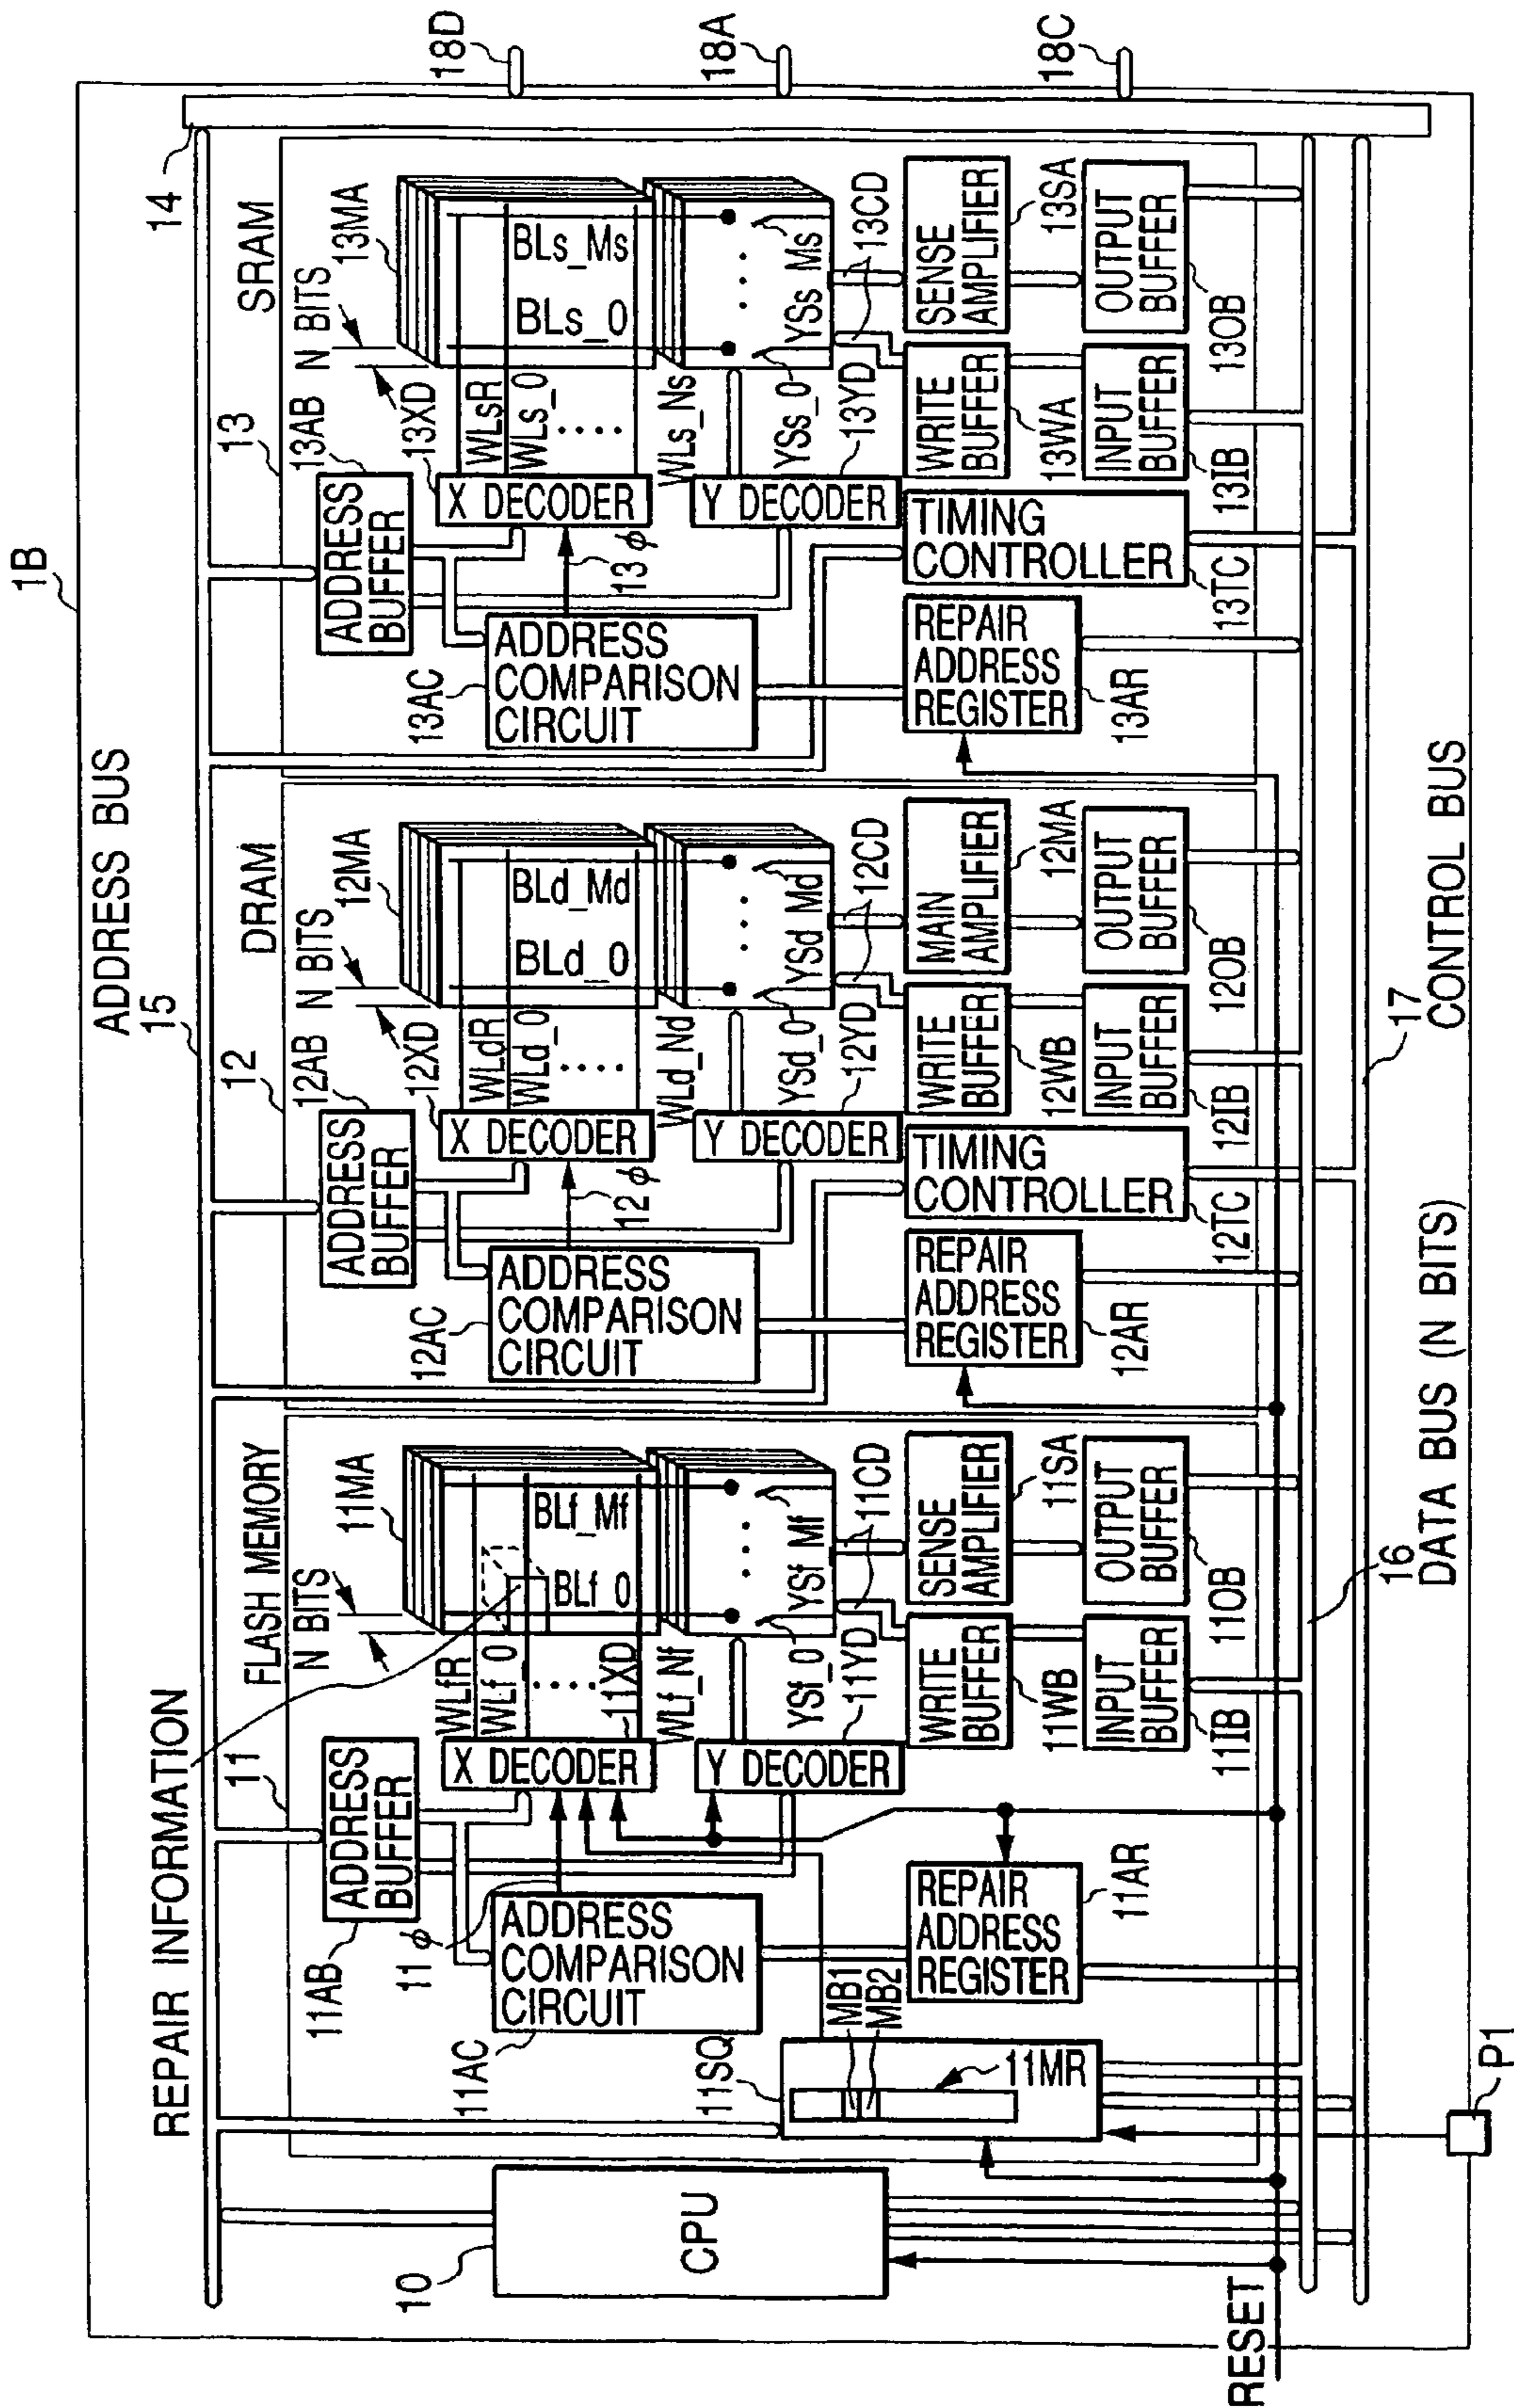 1B
ADDRESS BUS
15
14
REPAIR INFORMATION
18D
18A
18C
10
CPU
RESET
P1
FLASH MEMORY
11
N BITS
11MA
11AB
ADDRESS
BUFFER
X DECODER
11XD
WLfR
WLf_0
....
WLf_Nf
BLf_0
BLf_Mf
11φ
11AC
ADDRESS
COMPARISON
CIRCUIT
Y DECODER
11YD
YSf_0
...
YSf_Mf
11CD
11SQ
MB1
MB2
11MR
REPAIR
ADDRESS
REGISTER
11AR
WRITE
BUFFER
11WB
SENSE
AMPLIFIER
11SA
INPUT
BUFFER
11IB
OUTPUT
BUFFER
11OB
DRAM
12
N BITS
12MA
12AB
ADDRESS
BUFFER
X DECODER
12XD
WLdR
WLd_0
....
WLd_Nd
BLd_0
BLd_Md
12φ
12AC
ADDRESS
COMPARISON
CIRCUIT
Y DECODER
12YD
YSd_0
...
YSd_Md
12CD
REPAIR
ADDRESS
REGISTER
12AR
TIMING
CONTROLLER
12TC
WRITE
BUFFER
12WB
MAIN
AMPLIFIER
12MA
INPUT
BUFFER
12IB
OUTPUT
BUFFER
12OB
SRAM
13
N BITS
13MA
13AB
ADDRESS
BUFFER
X DECODER
13XD
WLsR
WLs_0
....
WLs_Ns
BLs_0
BLs_Ms
13φ
13AC
ADDRESS
COMPARISON
CIRCUIT
Y DECODER
13YD
YSs_0
...
YSs_Ms
13CD
REPAIR
ADDRESS
REGISTER
13AR
TIMING
CONTROLLER
13TC
WRITE
BUFFER
13WA
SENSE
AMPLIFIER
13SA
INPUT
BUFFER
13IB
OUTPUT
BUFFER
13OB
16
DATA BUS (N BITS)
17
CONTROL BUS